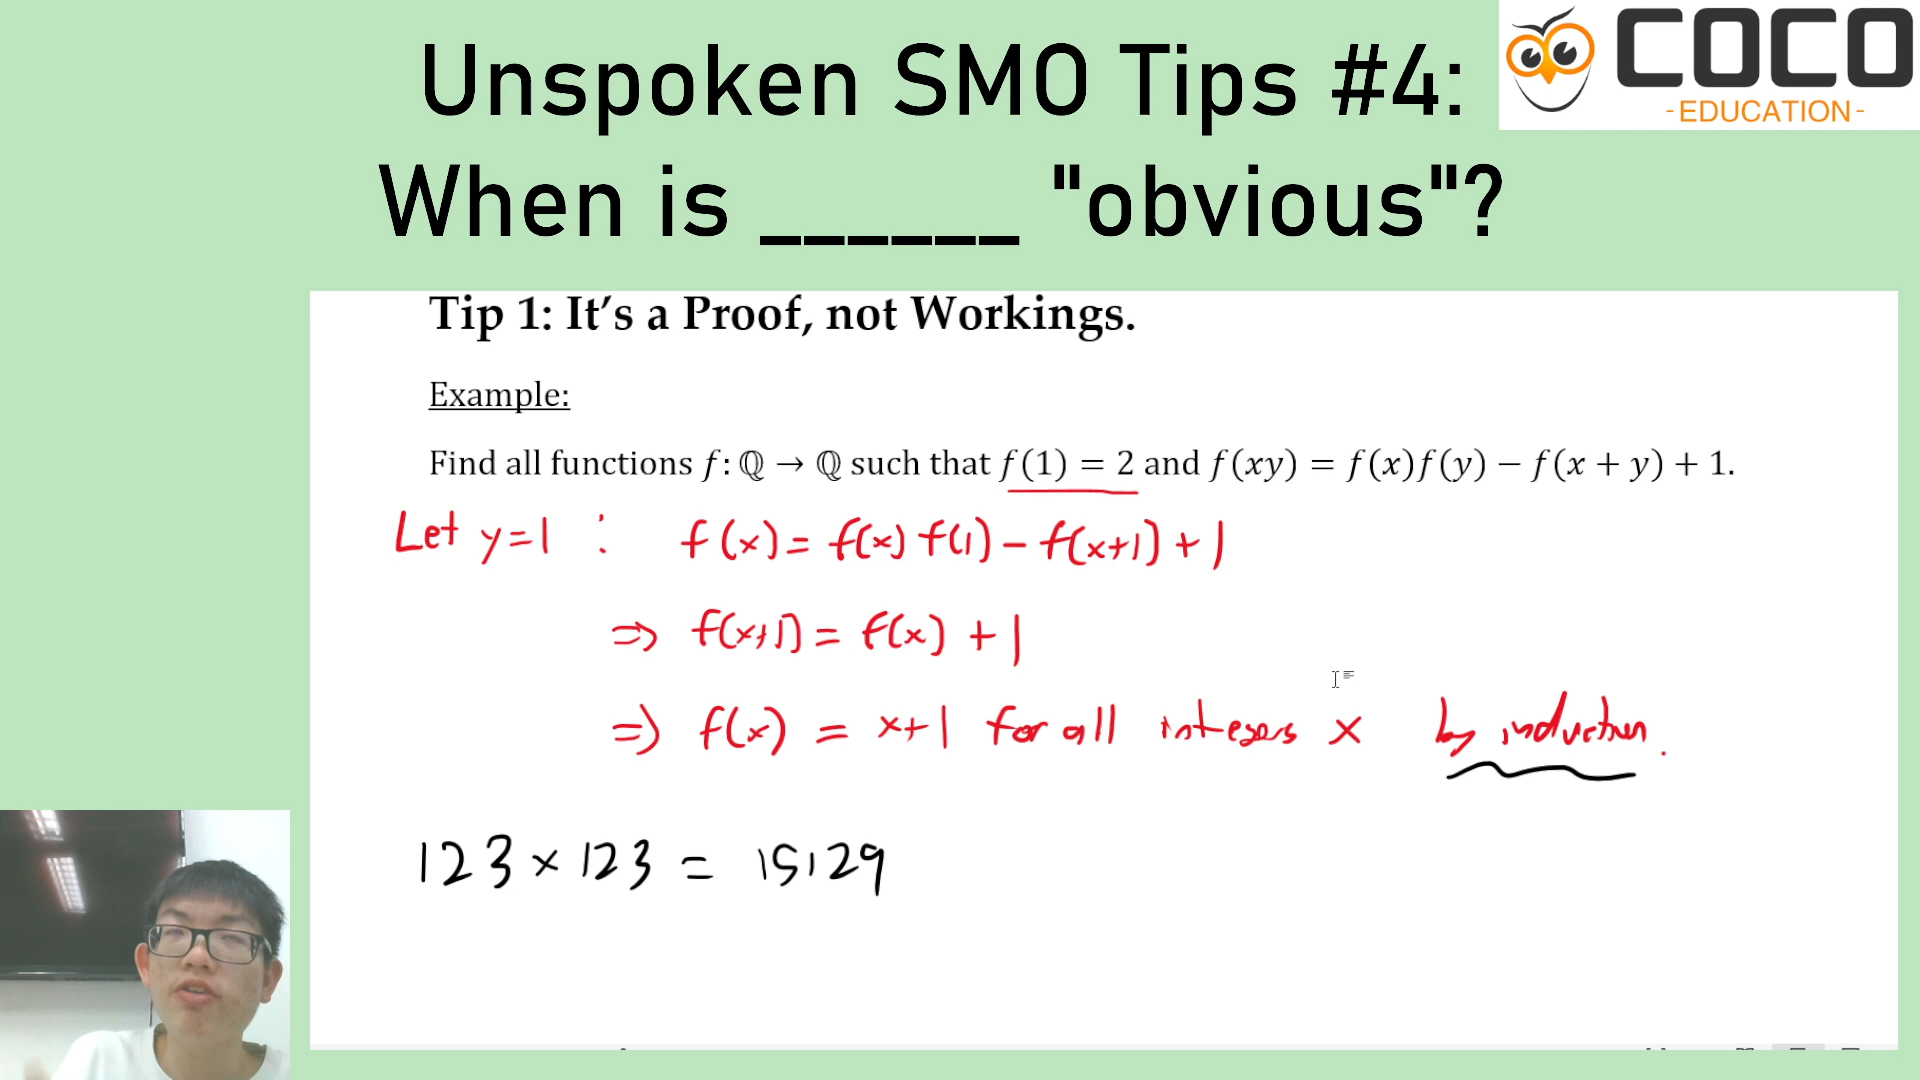 Unspoken SMO Tips #4:
When is ______ "obvious"?
COCO
-EDUCATION-
Tip 1: It's a Proof, not Workings.
Example:
Find all functions f: ℚ → ℚ such that f(1) = 2 and f(xy) = f(x)f(y) − f(x + y) + 1.
Let y=1 : f(x) = f(x) f(1) − f(x+1) + 1
⇒ f(x+1) = f(x) + 1
⇒ f(x) = x+1 for all integers x by induction.
123 × 123 = 15129